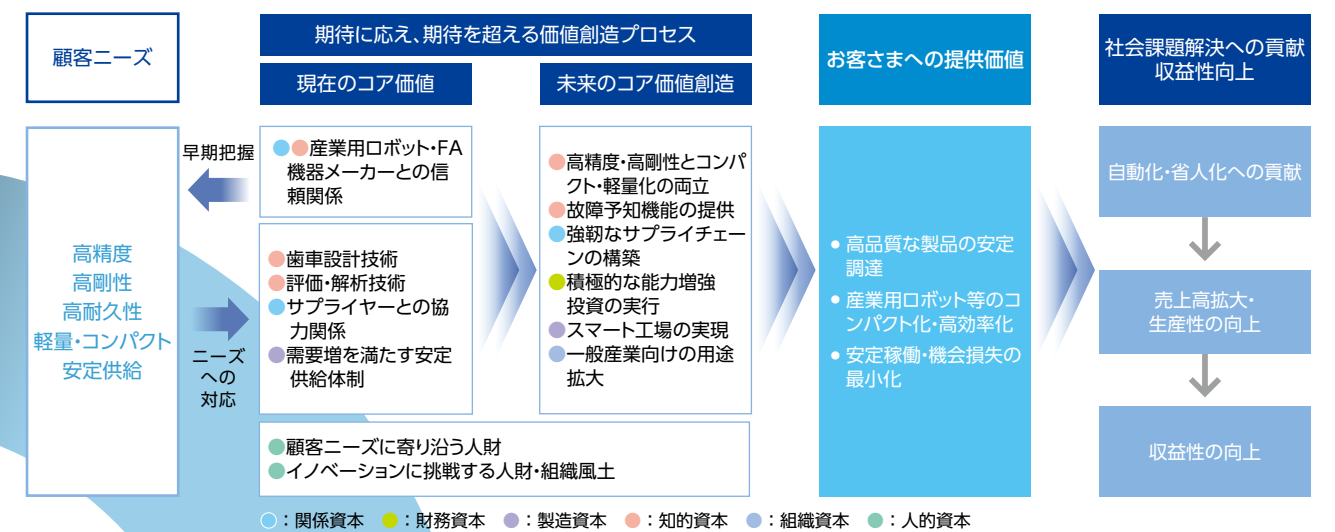 顧客ニーズ
高精度
高剛性
高耐久性
軽量・コンパクト
安定供給
早期把握
ニーズ
への
対応
期待に応え、期待を超える価値創造プロセス
現在のコア価値
産業用ロボット・FA
機器メーカーとの信
頼関係
歯車設計技術
評価・解析技術
サプライヤーとの協
力関係
需要増を満たす安定
供給体制
未来のコア価値創造
高精度・高剛性とコンパ
クト・軽量化の両立
故障予知機能の提供
強靭なサプライチェー
ンの構築
積極的な能力増強
投資の実行
スマート工場の実現
一般産業向けの用途
拡大
顧客ニーズに寄り沿う人財
イノベーションに挑戦する人財・組織風土
お客さまへの提供価値
• 高品質な製品の安定
調達
• 産業用ロボット等のコ
ンパクト化・高効率化
• 安定稼働・機会損失の
最小化
社会課題解決への貢献
収益性向上
自動化・省人化への貢献
売上高拡大・
生産性の向上
収益性の向上
：関係資本 ：財務資本 ：製造資本 ：知的資本 ：組織資本 ：人的資本